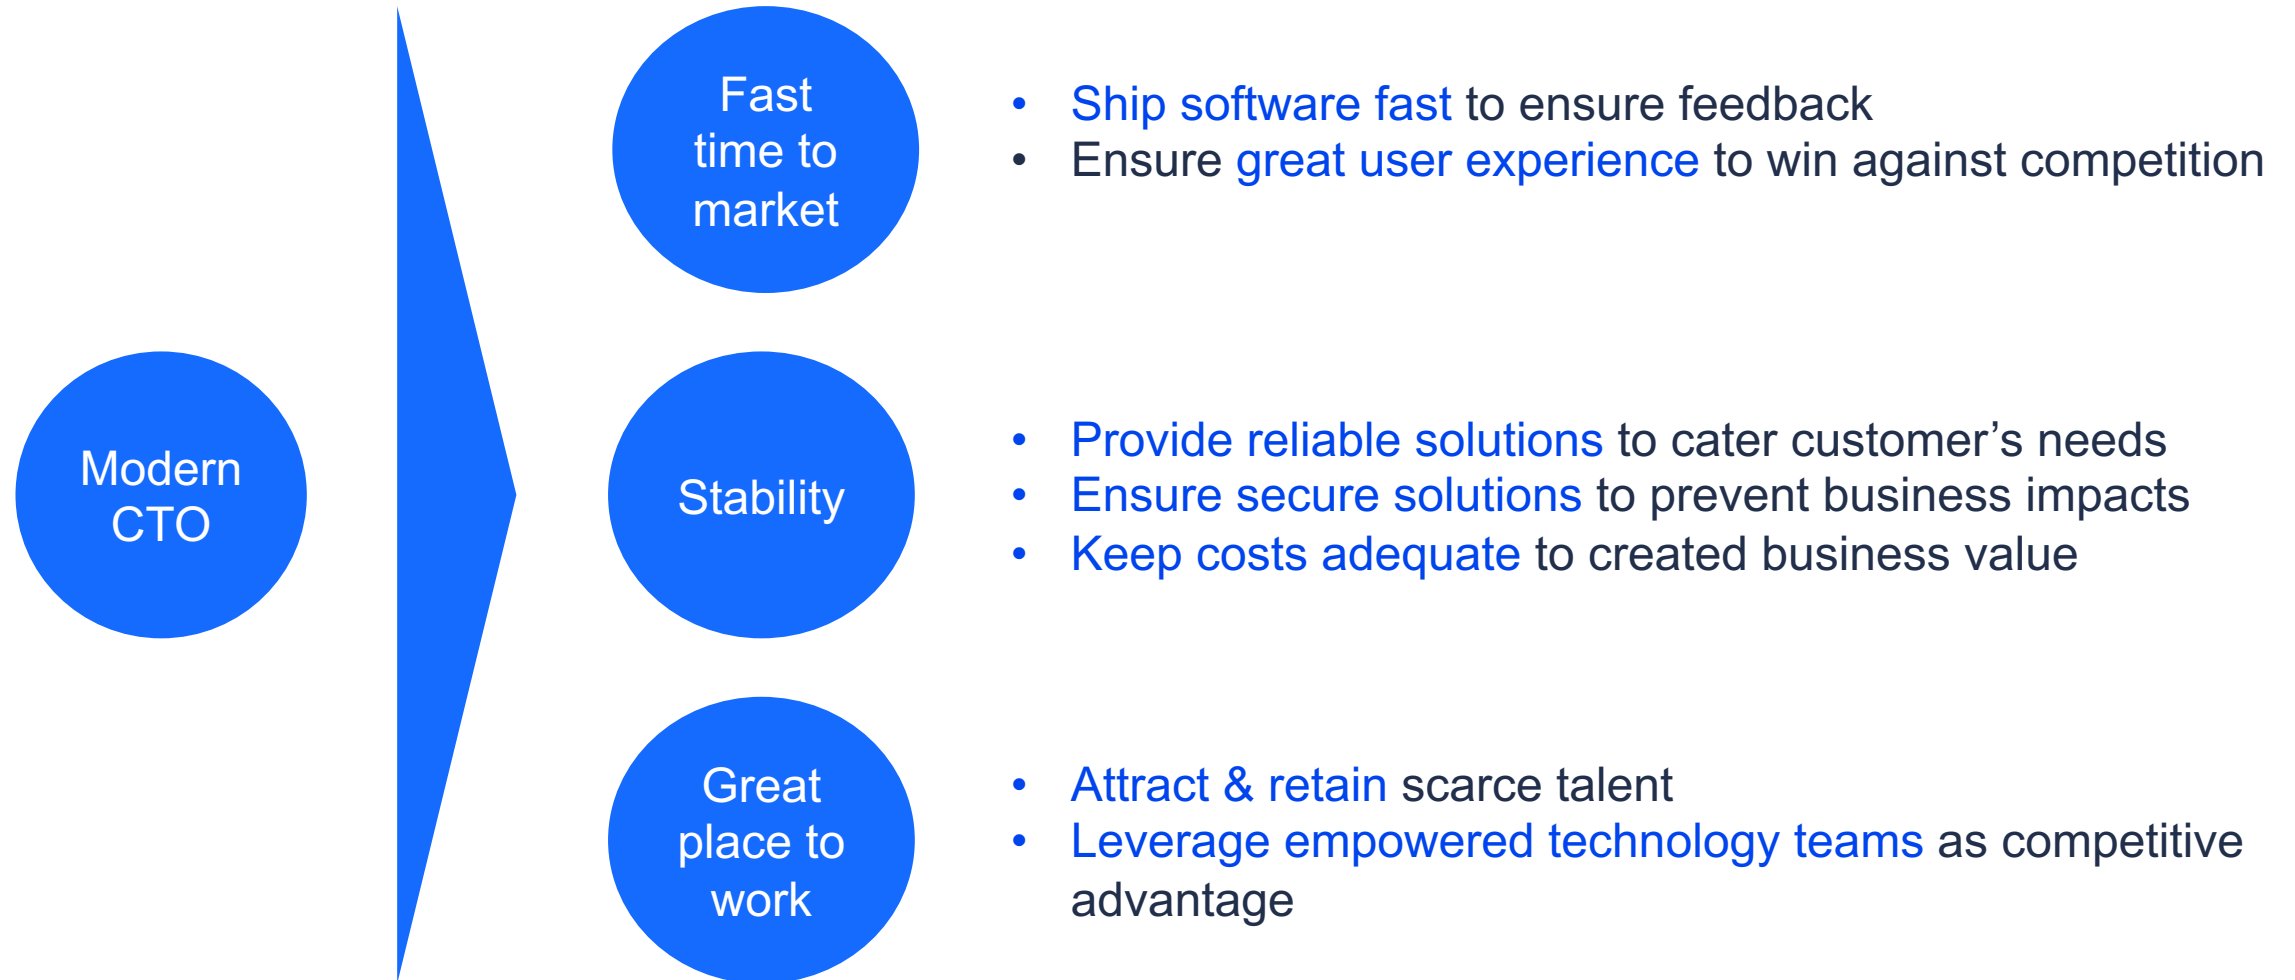 Modern
CTO
Fast
time to
market
• Ship software fast to ensure feedback
• Ensure great user experience to win against competition
Stability
• Provide reliable solutions to cater customer’s needs
• Ensure secure solutions to prevent business impacts
• Keep costs adequate to created business value
Great
place to
work
• Attract & retain scarce talent
• Leverage empowered technology teams as competitive
advantage